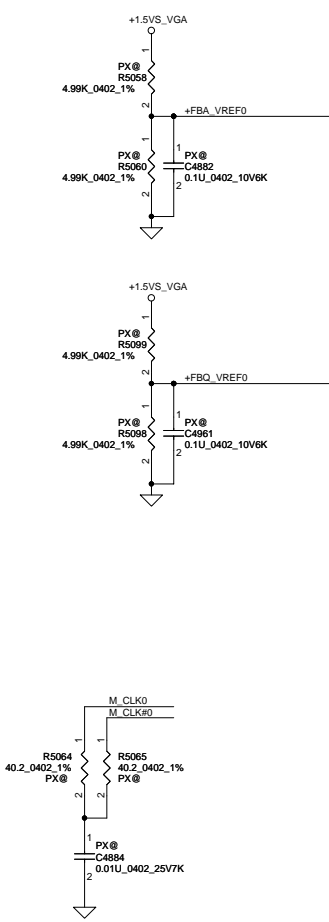 +1.5VS_VGA
1
PX@
R5058
4.99K_0402_1%
2
+FBA_VREF0
1
PX@
R5060
4.99K_0402_1%
2
1
PX@
C4882
2
0.1U_0402_10V6K
+1.5VS_VGA
1
PX@
R5099
4.99K_0402_1%
2
+FBQ_VREF0
1
PX@
R5098
4.99K_0402_1%
2
1
PX@
C4961
2
0.1U_0402_10V6K
M_CLK0
M_CLK#0
1
R5064
40.2_0402_1%
PX@
2
1
R5065
40.2_0402_1%
PX@
2
1
PX@
C4884
0.01U_0402_25V7K
2